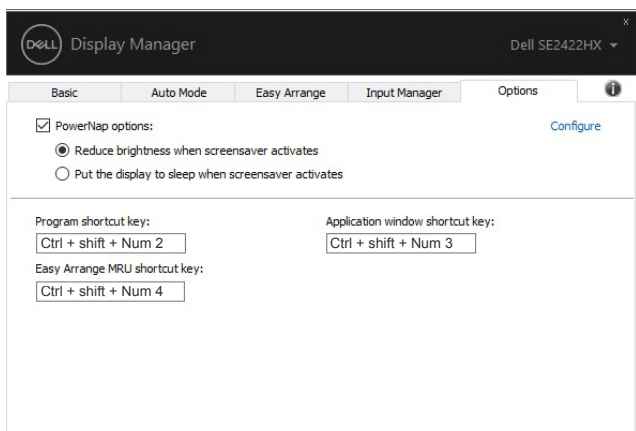 DELL Display Manager
x
Dell SE2422HX
Basic Auto Mode Easy Arrange Input Manager Options i
PowerNap options: Configure
Reduce brightness when screensaver activates
Put the display to sleep when screensaver activates
Program shortcut key: Application window shortcut key:
Ctrl + shift + Num 2 Ctrl + shift + Num 3
Easy Arrange MRU shortcut key:
Ctrl + shift + Num 4